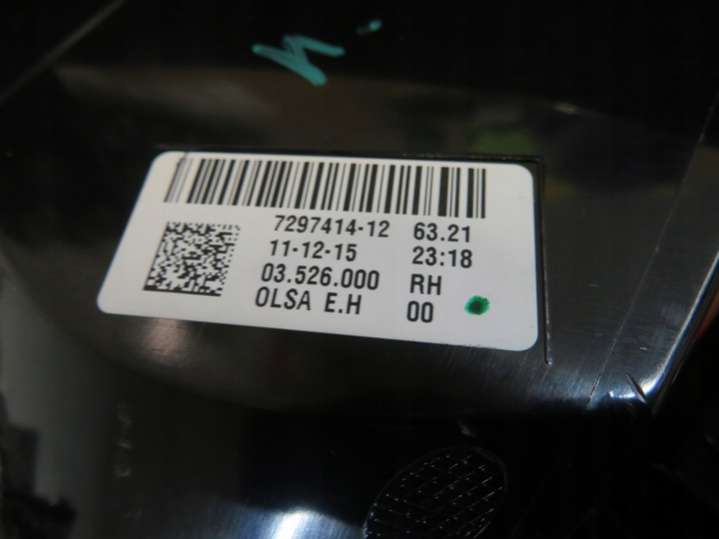 7297414-12 63.21
11-12-15 23:18
03.526.000 RH
OLSA E.H 00